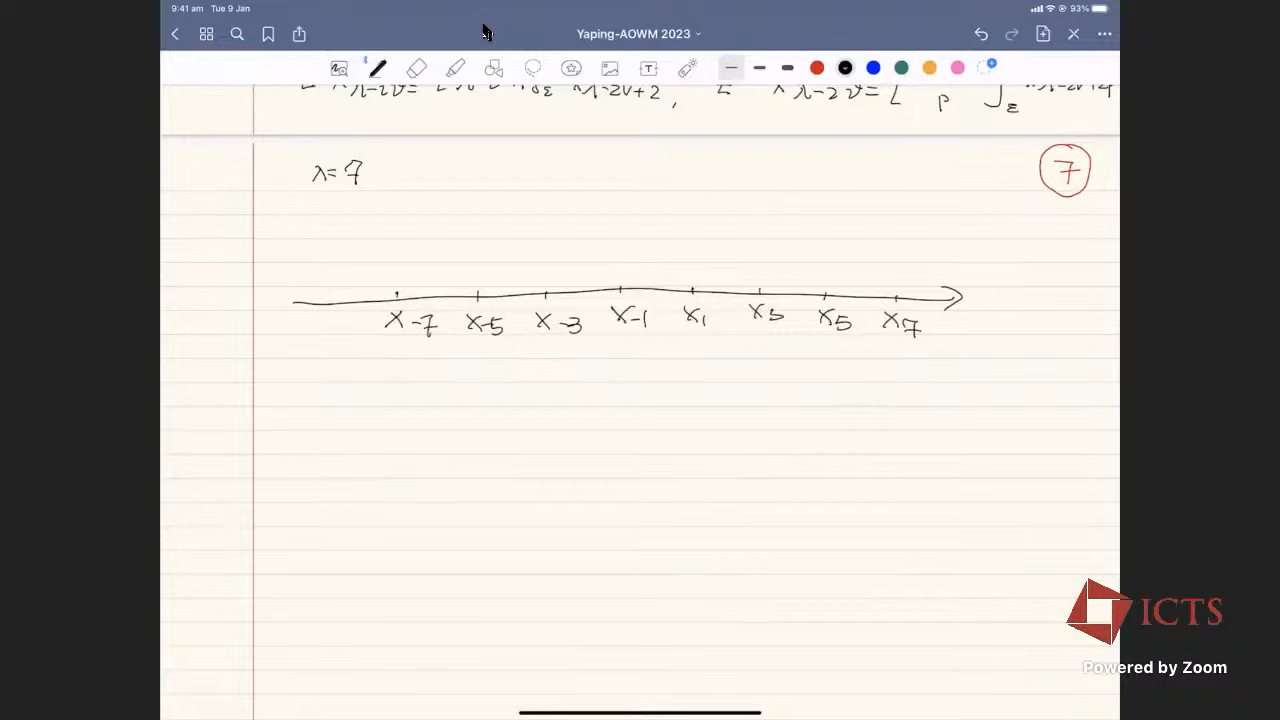 9:41 am Tue 9 Jan
93%
Yaping-AOWM 2023
λ = 7
7
x₋₇ x₋₅ x₋₃ x₋₁ x₁ x₃ x₅ x₇
ICTS
Powered by Zoom